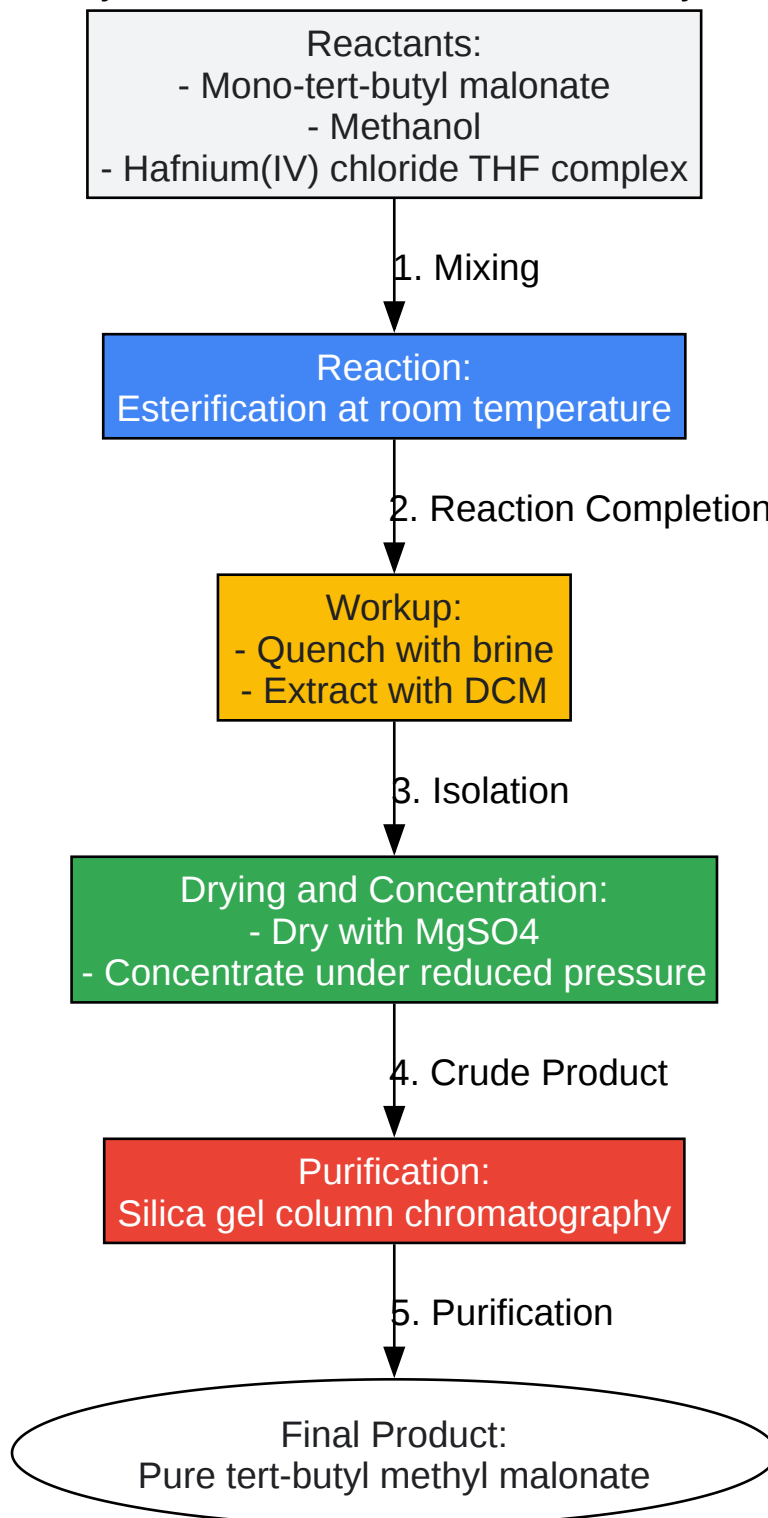 Reactants:
- Mono-tert-butyl malonate
- Methanol
- Hafnium(IV) chloride THF complex
1. Mixing
Reaction:
Esterification at room temperature
2. Reaction Completion
Workup:
- Quench with brine
- Extract with DCM
3. Isolation
Drying and Concentration:
- Dry with MgSO4
- Concentrate under reduced pressure
4. Crude Product
Purification:
Silica gel column chromatography
5. Purification
Final Product:
Pure tert-butyl methyl malonate